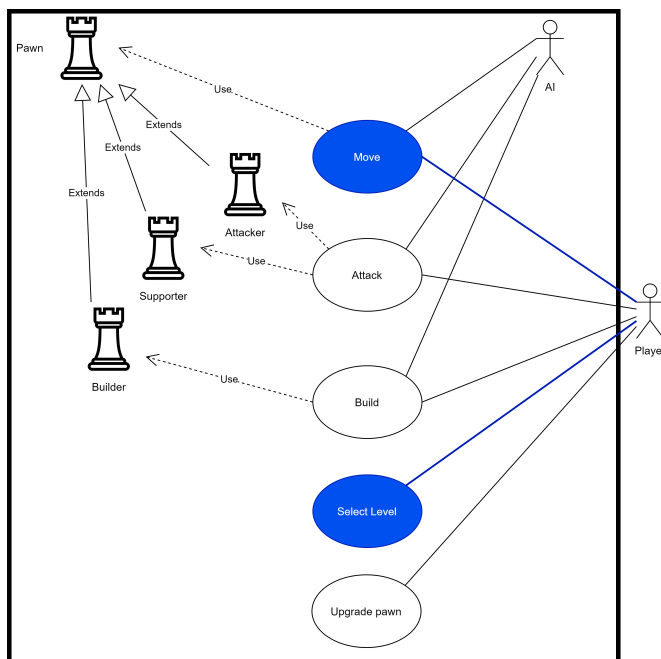 Pawn
AI
Use
Extends
Move
Extends
Extends
Attacker
Use
Use
Attack
Supporter
Playe
Builder
Use
Build
Select Level
Upgrade pawn